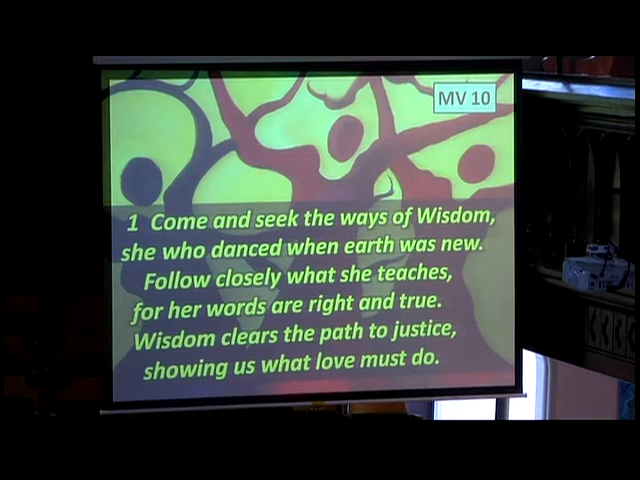 MV 10
1 Come and seek the ways of Wisdom,
she who danced when earth was new.
Follow closely what she teaches,
for her words are right and true.
Wisdom clears the path to justice,
showing us what love must do.